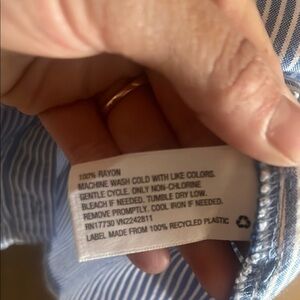 100% RAYON
MACHINE WASH COLD WITH LIKE COLORS.
GENTLE CYCLE. ONLY NON-CHLORINE
BLEACH IF NEEDED. TUMBLE DRY LOW.
REMOVE PROMPTLY. COOL IRON IF NEEDED.
RN17730 VN2242811
LABEL MADE FROM 100% RECYCLED PLASTIC